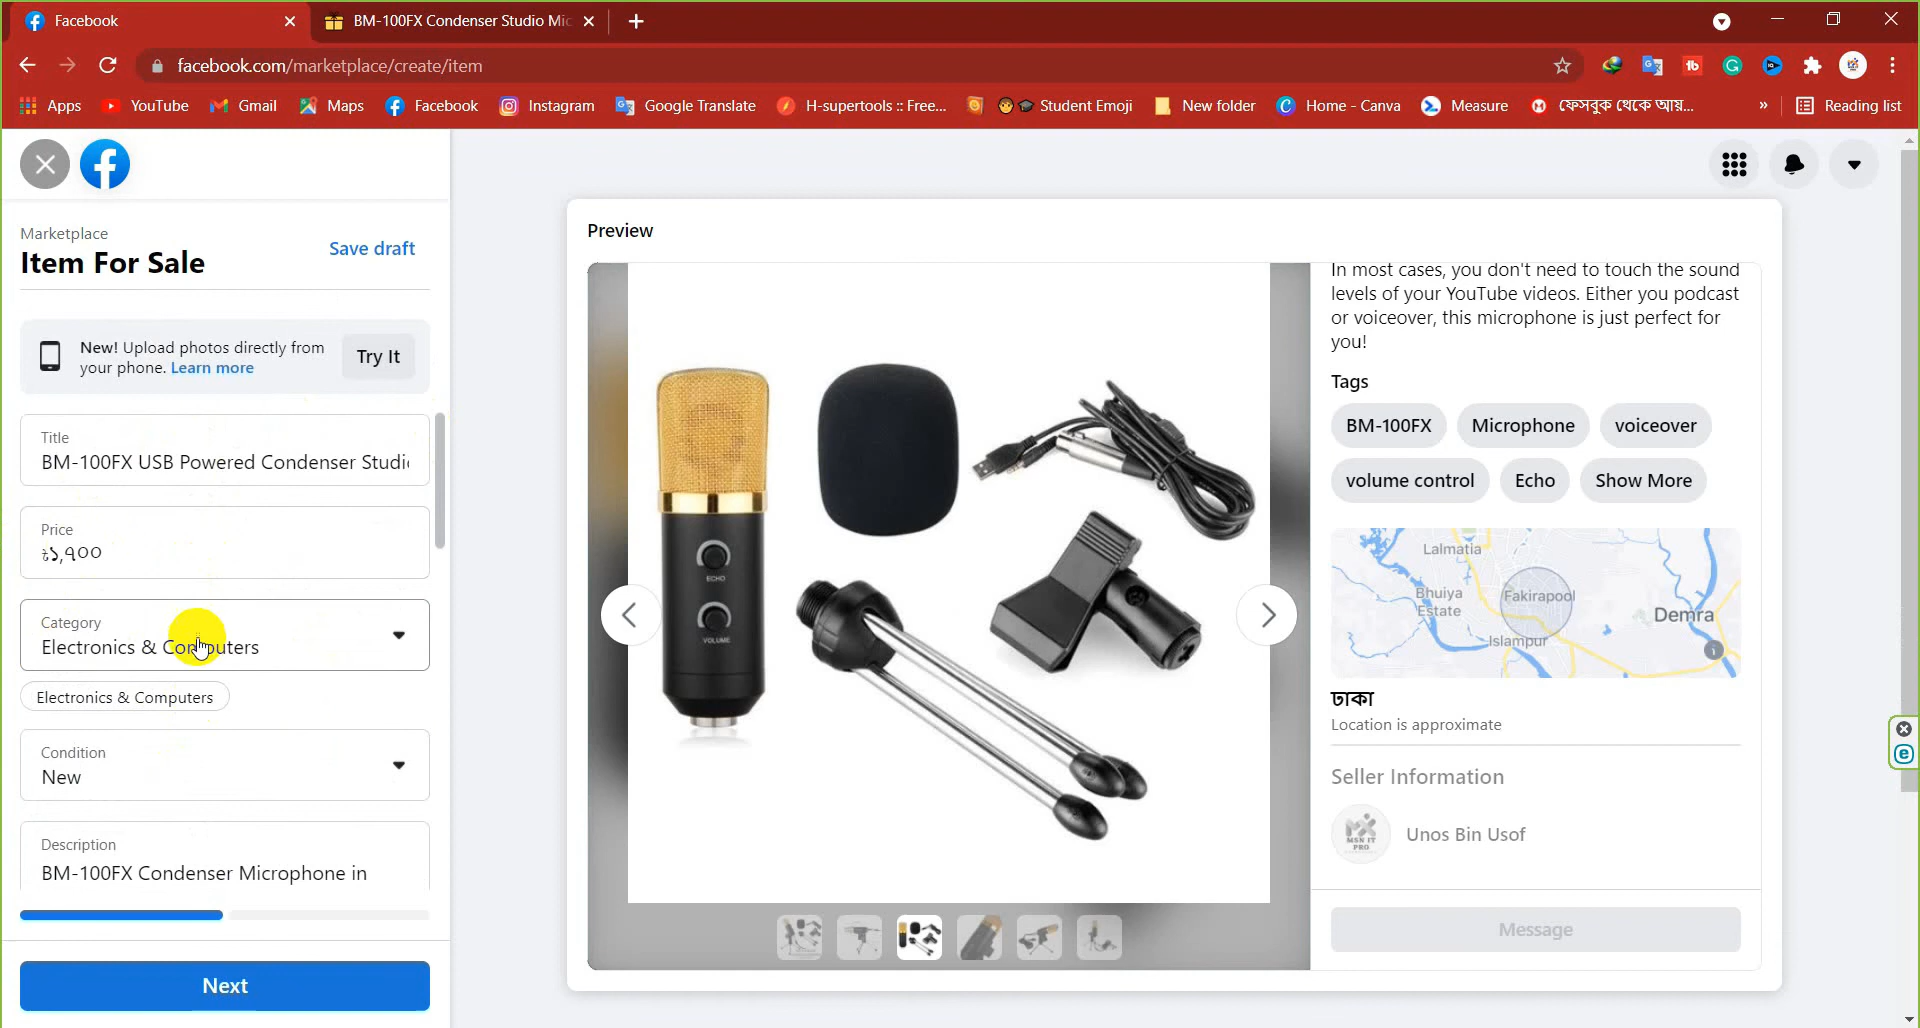 Facebook
BM-100FX Condenser Studio Mic
facebook.com/marketplace/create/item
Apps
YouTube
Gmail
Maps
Facebook
Instagram
Google Translate
H-supertools :: Free...
Student Emoji
New folder
Home - Canva
Measure
ফেসবুক থেকে আয়...
»
Reading list
Marketplace
Item For Sale
Save draft
New! Upload photos directly from
your phone. Learn more
Try It
Title
BM-100FX USB Powered Condenser Studio
Price
৳১,৭০০
Category
Electronics & Computers
Electronics & Computers
Condition
New
Description
BM-100FX Condenser Microphone in
Next
Preview
ECHO
VOLUME
In most cases, you don't need to touch the sound
levels of your YouTube videos. Either you podcast
or voiceover, this microphone is just perfect for
you!
Tags
BM-100FX
Microphone
voiceover
volume control
Echo
Show More
Lalmatia
Bhuiya
Estate
Fakirapool
Demra
Islampur
ঢাকা
Location is approximate
Seller Information
MSN IT
PRO
Unos Bin Usof
Message